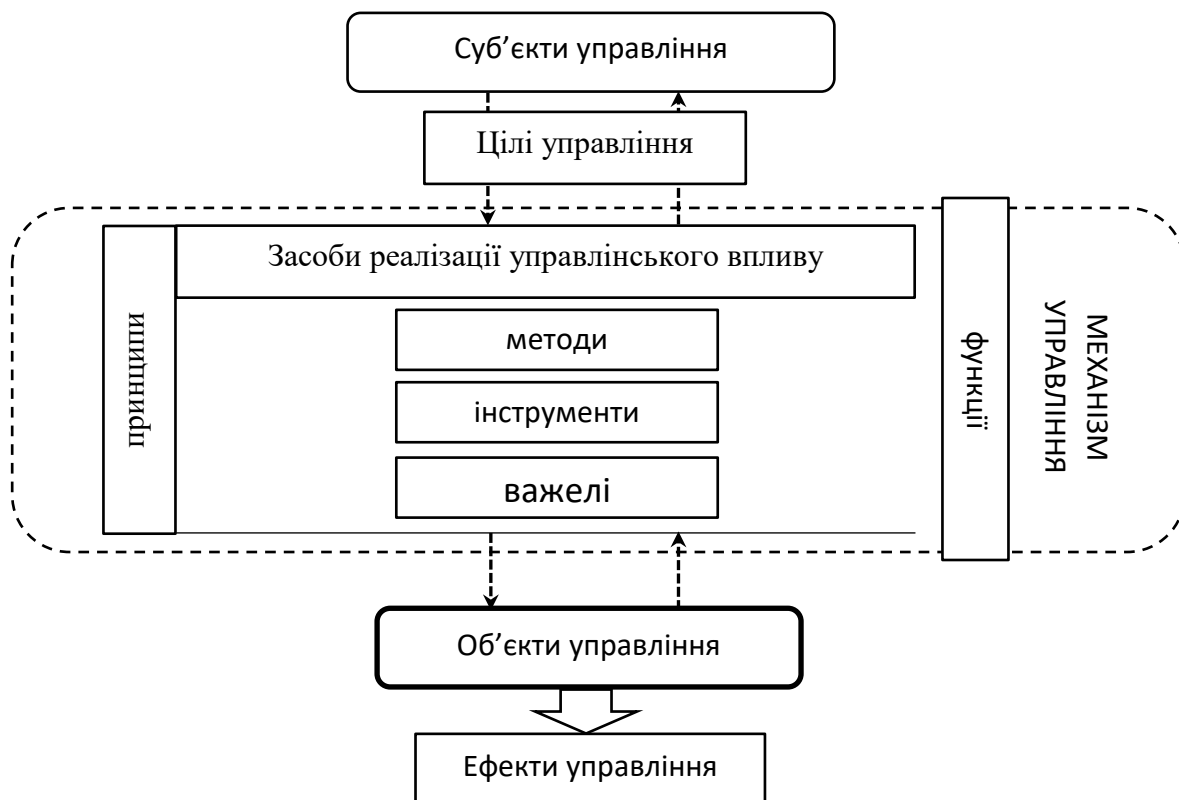 Суб’єкти управління
Цілі управління
Засоби реалізації управлінського впливу
принципи
методи
інструменти
важелі
функції
МЕХАНІЗМ
УПРАВЛІННЯ
Об’єкти управління
Ефекти управління